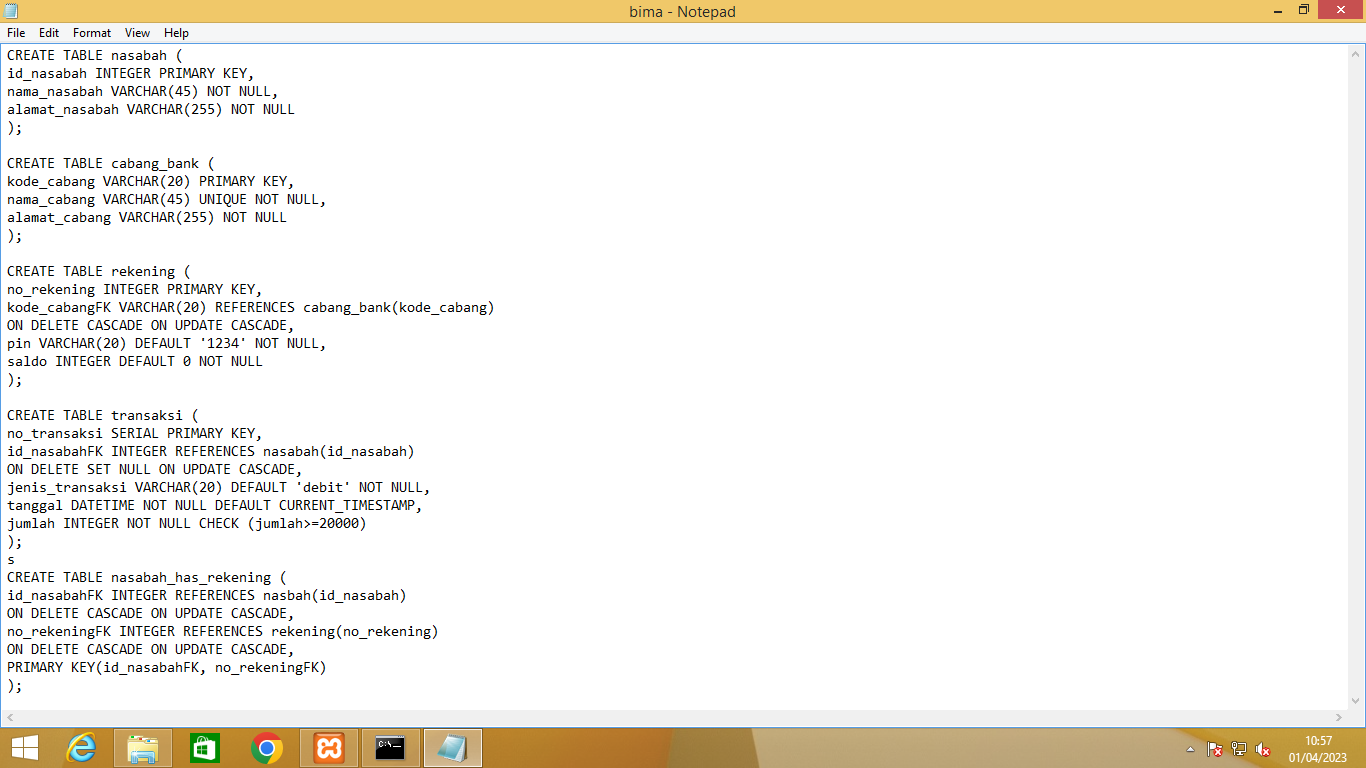 bima - Notepad
File Edit Format View Help
CREATE TABLE nasabah (
id_nasabah INTEGER PRIMARY KEY,
nama_nasabah VARCHAR(45) NOT NULL,
alamat_nasabah VARCHAR(255) NOT NULL
);
CREATE TABLE cabang_bank (
kode_cabang VARCHAR(20) PRIMARY KEY,
nama_cabang VARCHAR(45) UNIQUE NOT NULL,
alamat_cabang VARCHAR(255) NOT NULL
);
CREATE TABLE rekening (
no_rekening INTEGER PRIMARY KEY,
kode_cabangFK VARCHAR(20) REFERENCES cabang_bank(kode_cabang)
ON DELETE CASCADE ON UPDATE CASCADE,
pin VARCHAR(20) DEFAULT '1234' NOT NULL,
saldo INTEGER DEFAULT 0 NOT NULL
);
CREATE TABLE transaksi (
no_transaksi SERIAL PRIMARY KEY,
id_nasabahFK INTEGER REFERENCES nasabah(id_nasabah)
ON DELETE SET NULL ON UPDATE CASCADE,
jenis_transaksi VARCHAR(20) DEFAULT 'debit' NOT NULL,
tanggal DATETIME NOT NULL DEFAULT CURRENT_TIMESTAMP,
jumlah INTEGER NOT NULL CHECK (jumlah>=20000)
);
s
CREATE TABLE nasabah_has_rekening (
id_nasabahFK INTEGER REFERENCES nasbah(id_nasabah)
ON DELETE CASCADE ON UPDATE CASCADE,
no_rekeningFK INTEGER REFERENCES rekening(no_rekening)
ON DELETE CASCADE ON UPDATE CASCADE,
PRIMARY KEY(id_nasabahFK, no_rekeningFK)
);
C:\_
10:57
01/04/2023